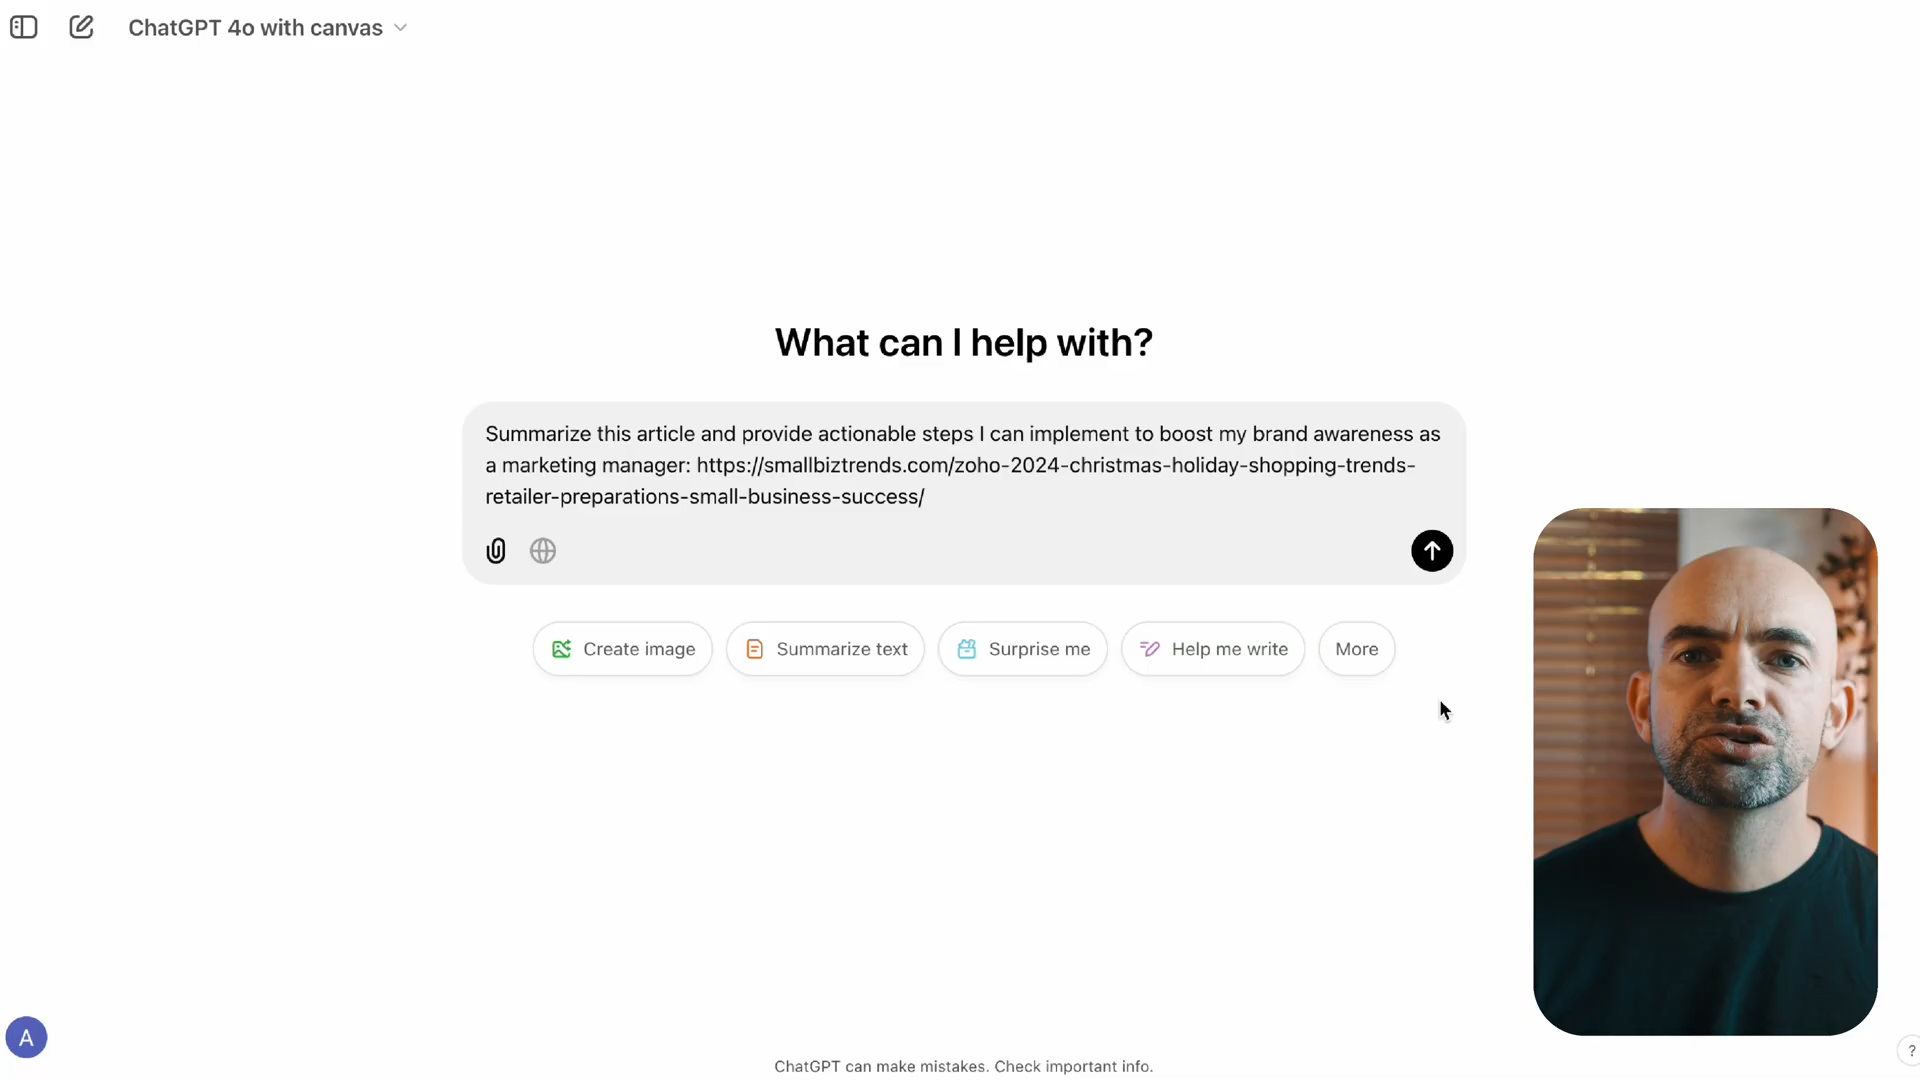 ChatGPT 4o with canvas
What can I help with?
Summarize this article and provide actionable steps I can implement to boost my brand awareness as
a marketing manager: https://smallbiztrends.com/zoho-2024-christmas-holiday-shopping-trends-
retailer-preparations-small-business-success/
Create image
Summarize text
Surprise me
Help me write
More
A
ChatGPT can make mistakes. Check important info.
?